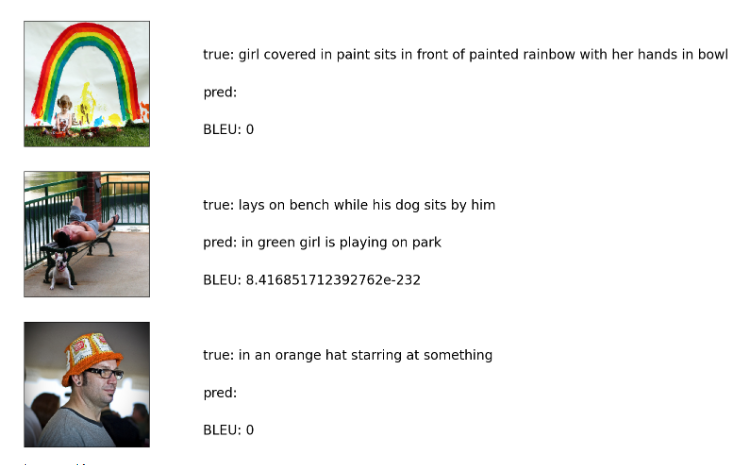 true: girl covered in paint sits in front of painted rainbow with her hands in bowl
pred:
BLEU: 0
true: lays on bench while his dog sits by him
pred: in green girl is playing on park
BLEU: 8.416851712392762e-232
true: in an orange hat starring at something
pred:
BLEU: 0